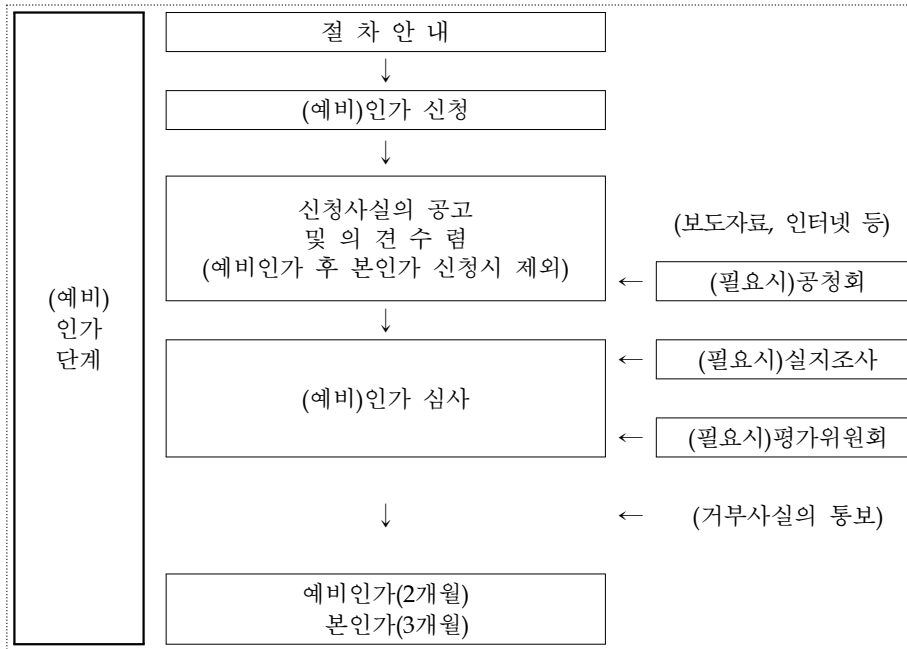 절 차 안 내
↓
(예비)인가 신청
↓
신청사실의 공고
및 의 견 수 렴
(예비인가 후 본인가 신청시 제외)
(보도자료, 인터넷 등)
← (필요시)공청회
(예비)
인가
단계
↓
(예비)인가 심사
← (필요시)실지조사
← (필요시)평가위원회
↓ ← (거부사실의 통보)
예비인가(2개월)
본인가(3개월)